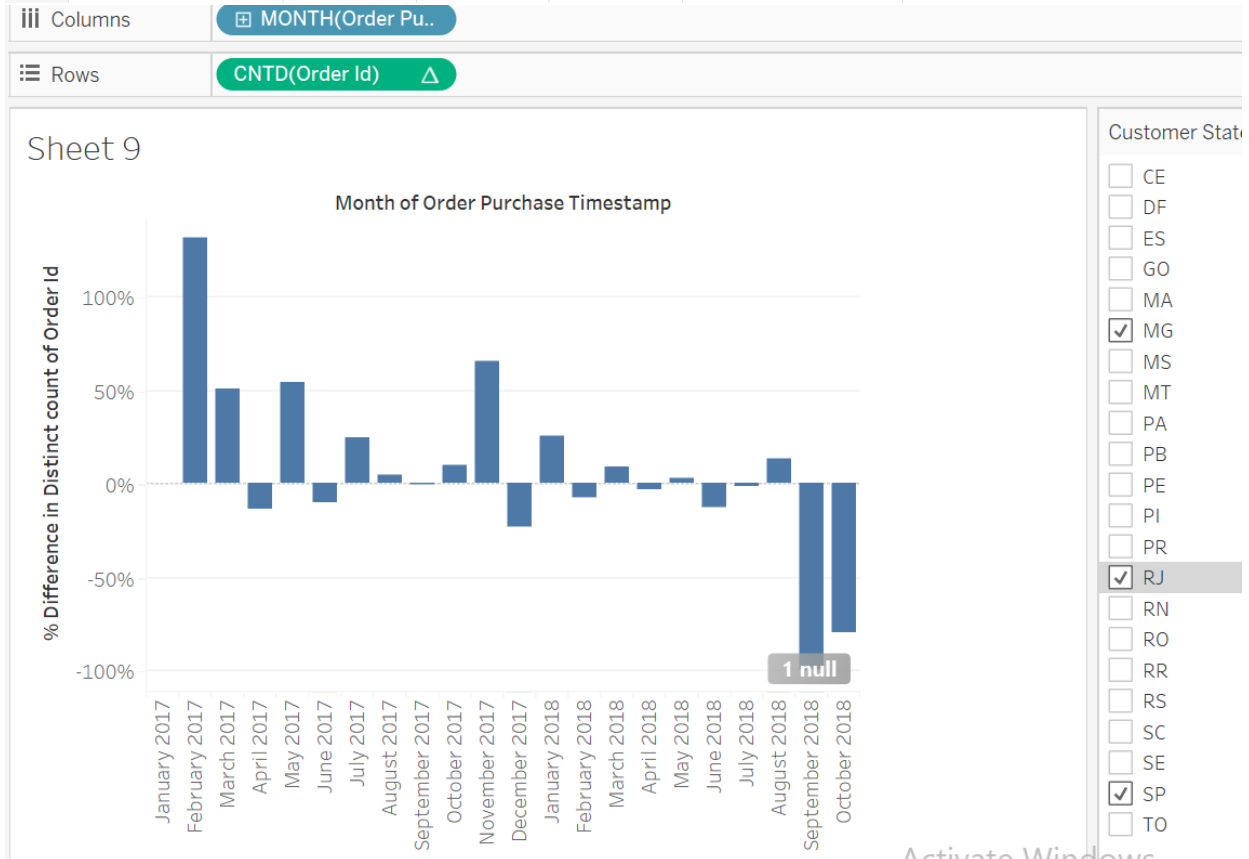 Columns
MONTH(Order Pu..
Rows
CNTD(Order Id) Δ
Sheet 9
Month of Order Purchase Timestamp
% Difference in Distinct count of Order Id
100%
50%
0%
-50%
-100%
1 null
January 2017
February 2017
March 2017
April 2017
May 2017
June 2017
July 2017
August 2017
September 2017
October 2017
November 2017
December 2017
January 2018
February 2018
March 2018
April 2018
May 2018
June 2018
July 2018
August 2018
September 2018
October 2018
Customer State
CE
DF
ES
GO
MA
MG
MS
MT
PA
PB
PE
PI
PR
RJ
RN
RO
RR
RS
SC
SE
SP
TO
Activate Windows